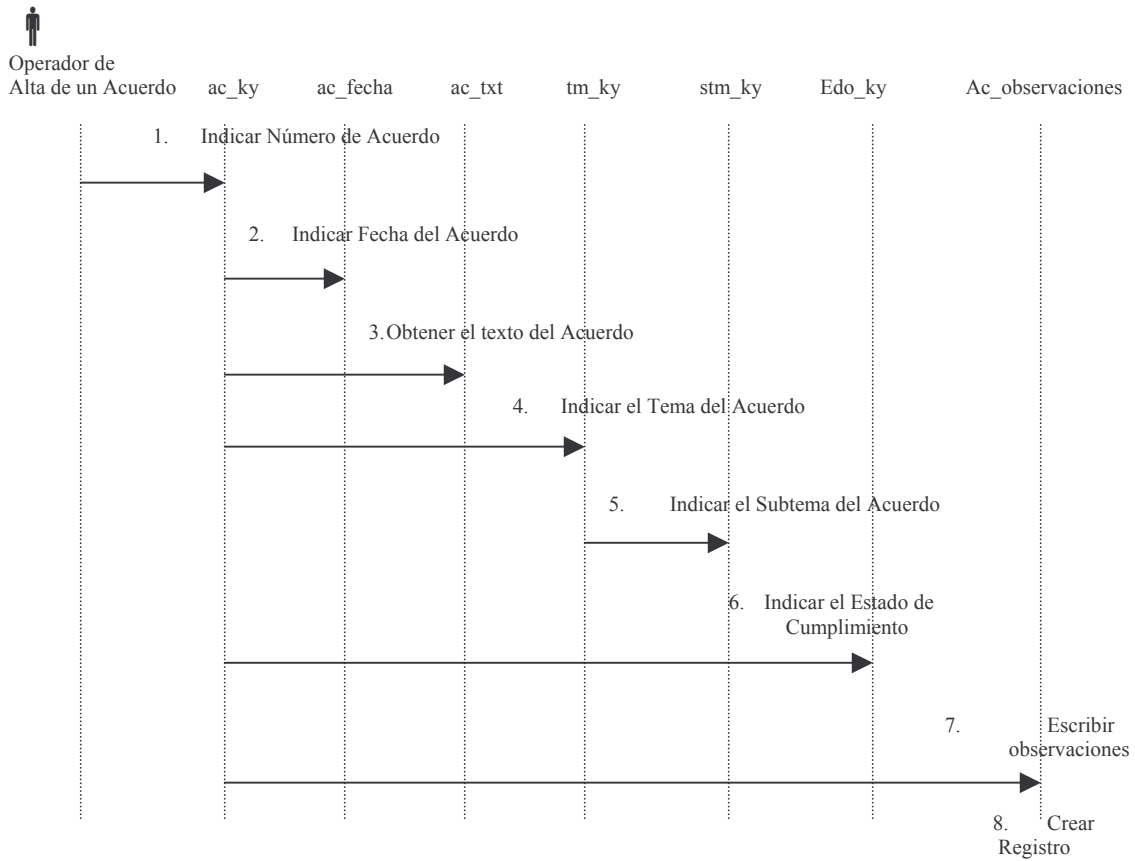 Operador de
Alta de un Acuerdo ac_ky ac_fecha ac_txt tm_ky stm_ky Edo_ky Ac_observaciones
1. Indicar Número de Acuerdo
2. Indicar Fecha del Acuerdo
3.Obtener el texto del Acuerdo
4. Indicar el Tema del Acuerdo
5. Indicar el Subtema del Acuerdo
6. Indicar el Estado de
Cumplimiento
7. Escribir
observaciones
8. Crear
Registro